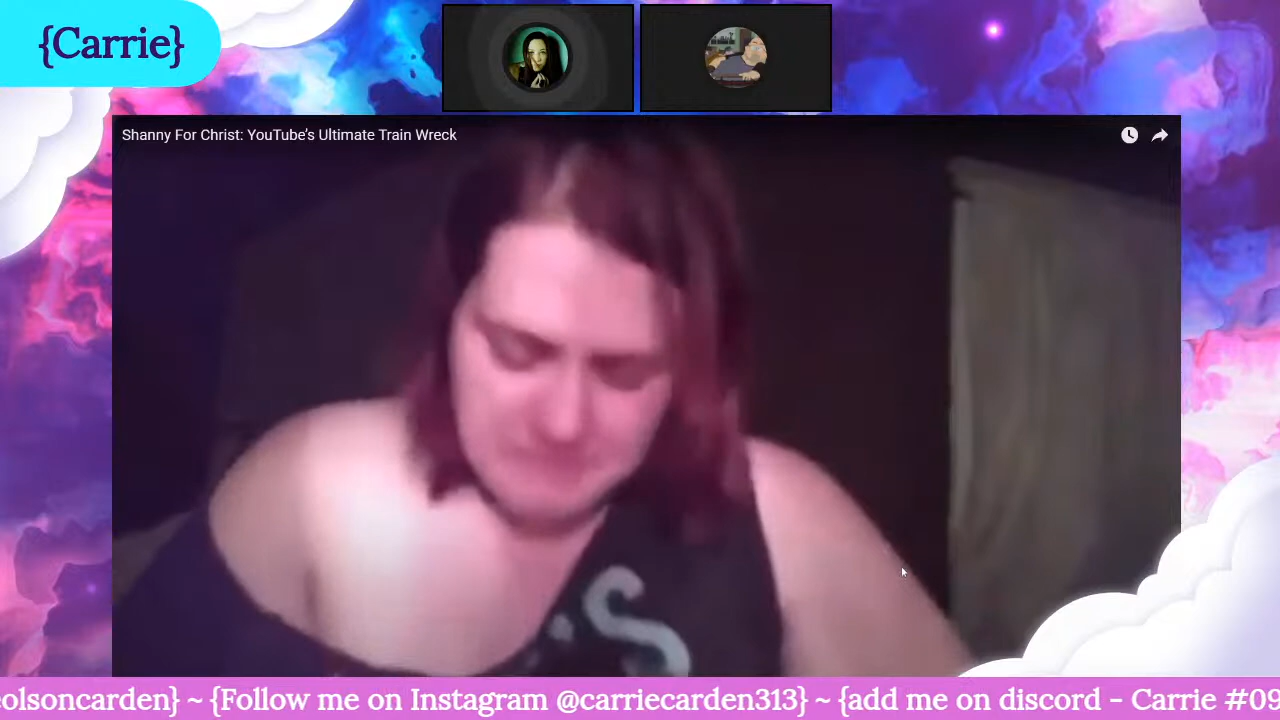 {Carrie}
Shanny For Christ: YouTube's Ultimate Train Wreck
S
olsoncarden} ~ {Follow me on Instagram @carriecarden313} ~ {add me on discord - Carrie #09